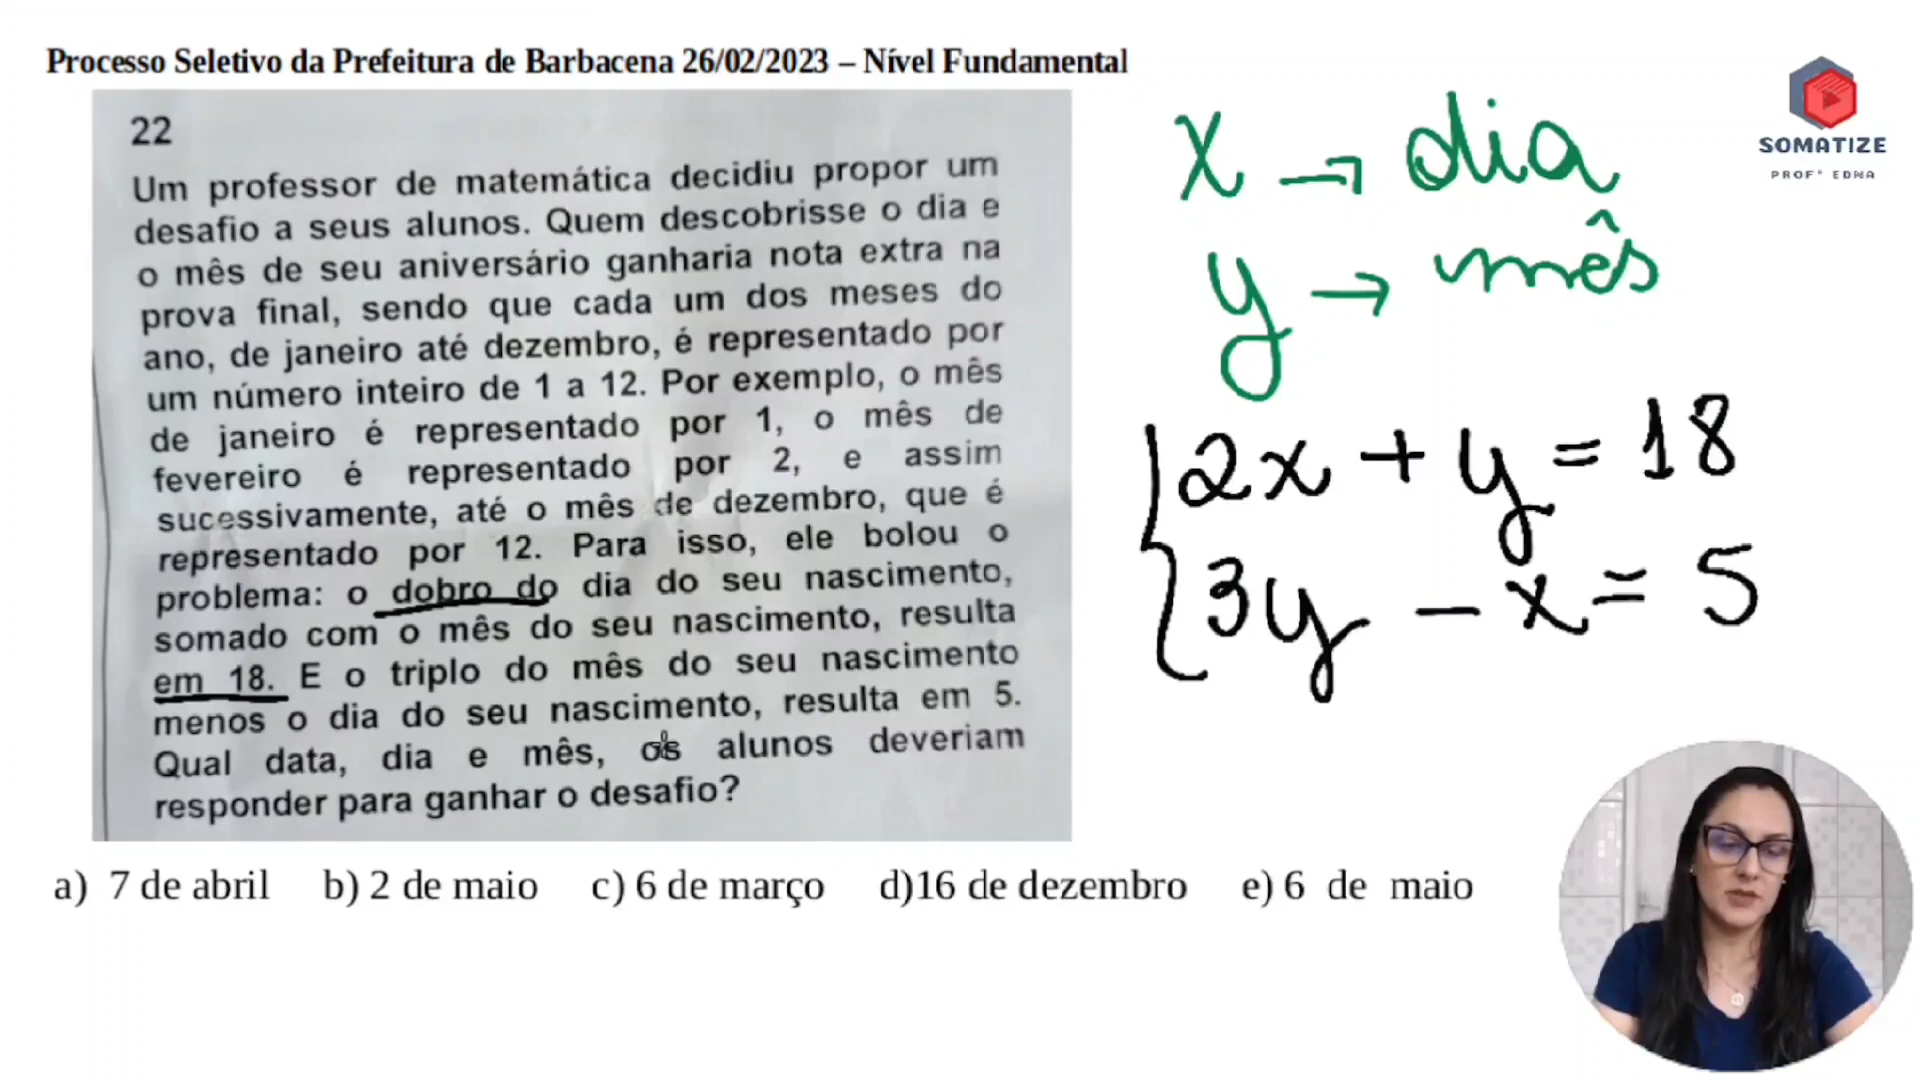 Processo Seletivo da Prefeitura de Barbacena 26/02/2023 – Nível Fundamental
22
Um professor de matemática decidiu propor um
desafio a seus alunos. Quem descobrisse o dia e
o mês de seu aniversário ganharia nota extra na
prova final, sendo que cada um dos meses do
ano, de janeiro até dezembro, é representado por
um número inteiro de 1 a 12. Por exemplo, o mês
de janeiro é representado por 1, o mês de
fevereiro é representado por 2, e assim
sucessivamente, até o mês de dezembro, que é
representado por 12. Para isso, ele bolou o
problema: o dobro do dia do seu nascimento,
somado com o mês do seu nascimento, resulta
em 18. E o triplo do mês do seu nascimento
menos o dia do seu nascimento, resulta em 5.
Qual data, dia e mês, os alunos deveriam
responder para ganhar o desafio?
a) 7 de abril b) 2 de maio c) 6 de março d)16 de dezembro e) 6 de maio
x → dia
y → mês
2x + y = 18
3y - x = 5
SOMATIZE
PROFª EDNA